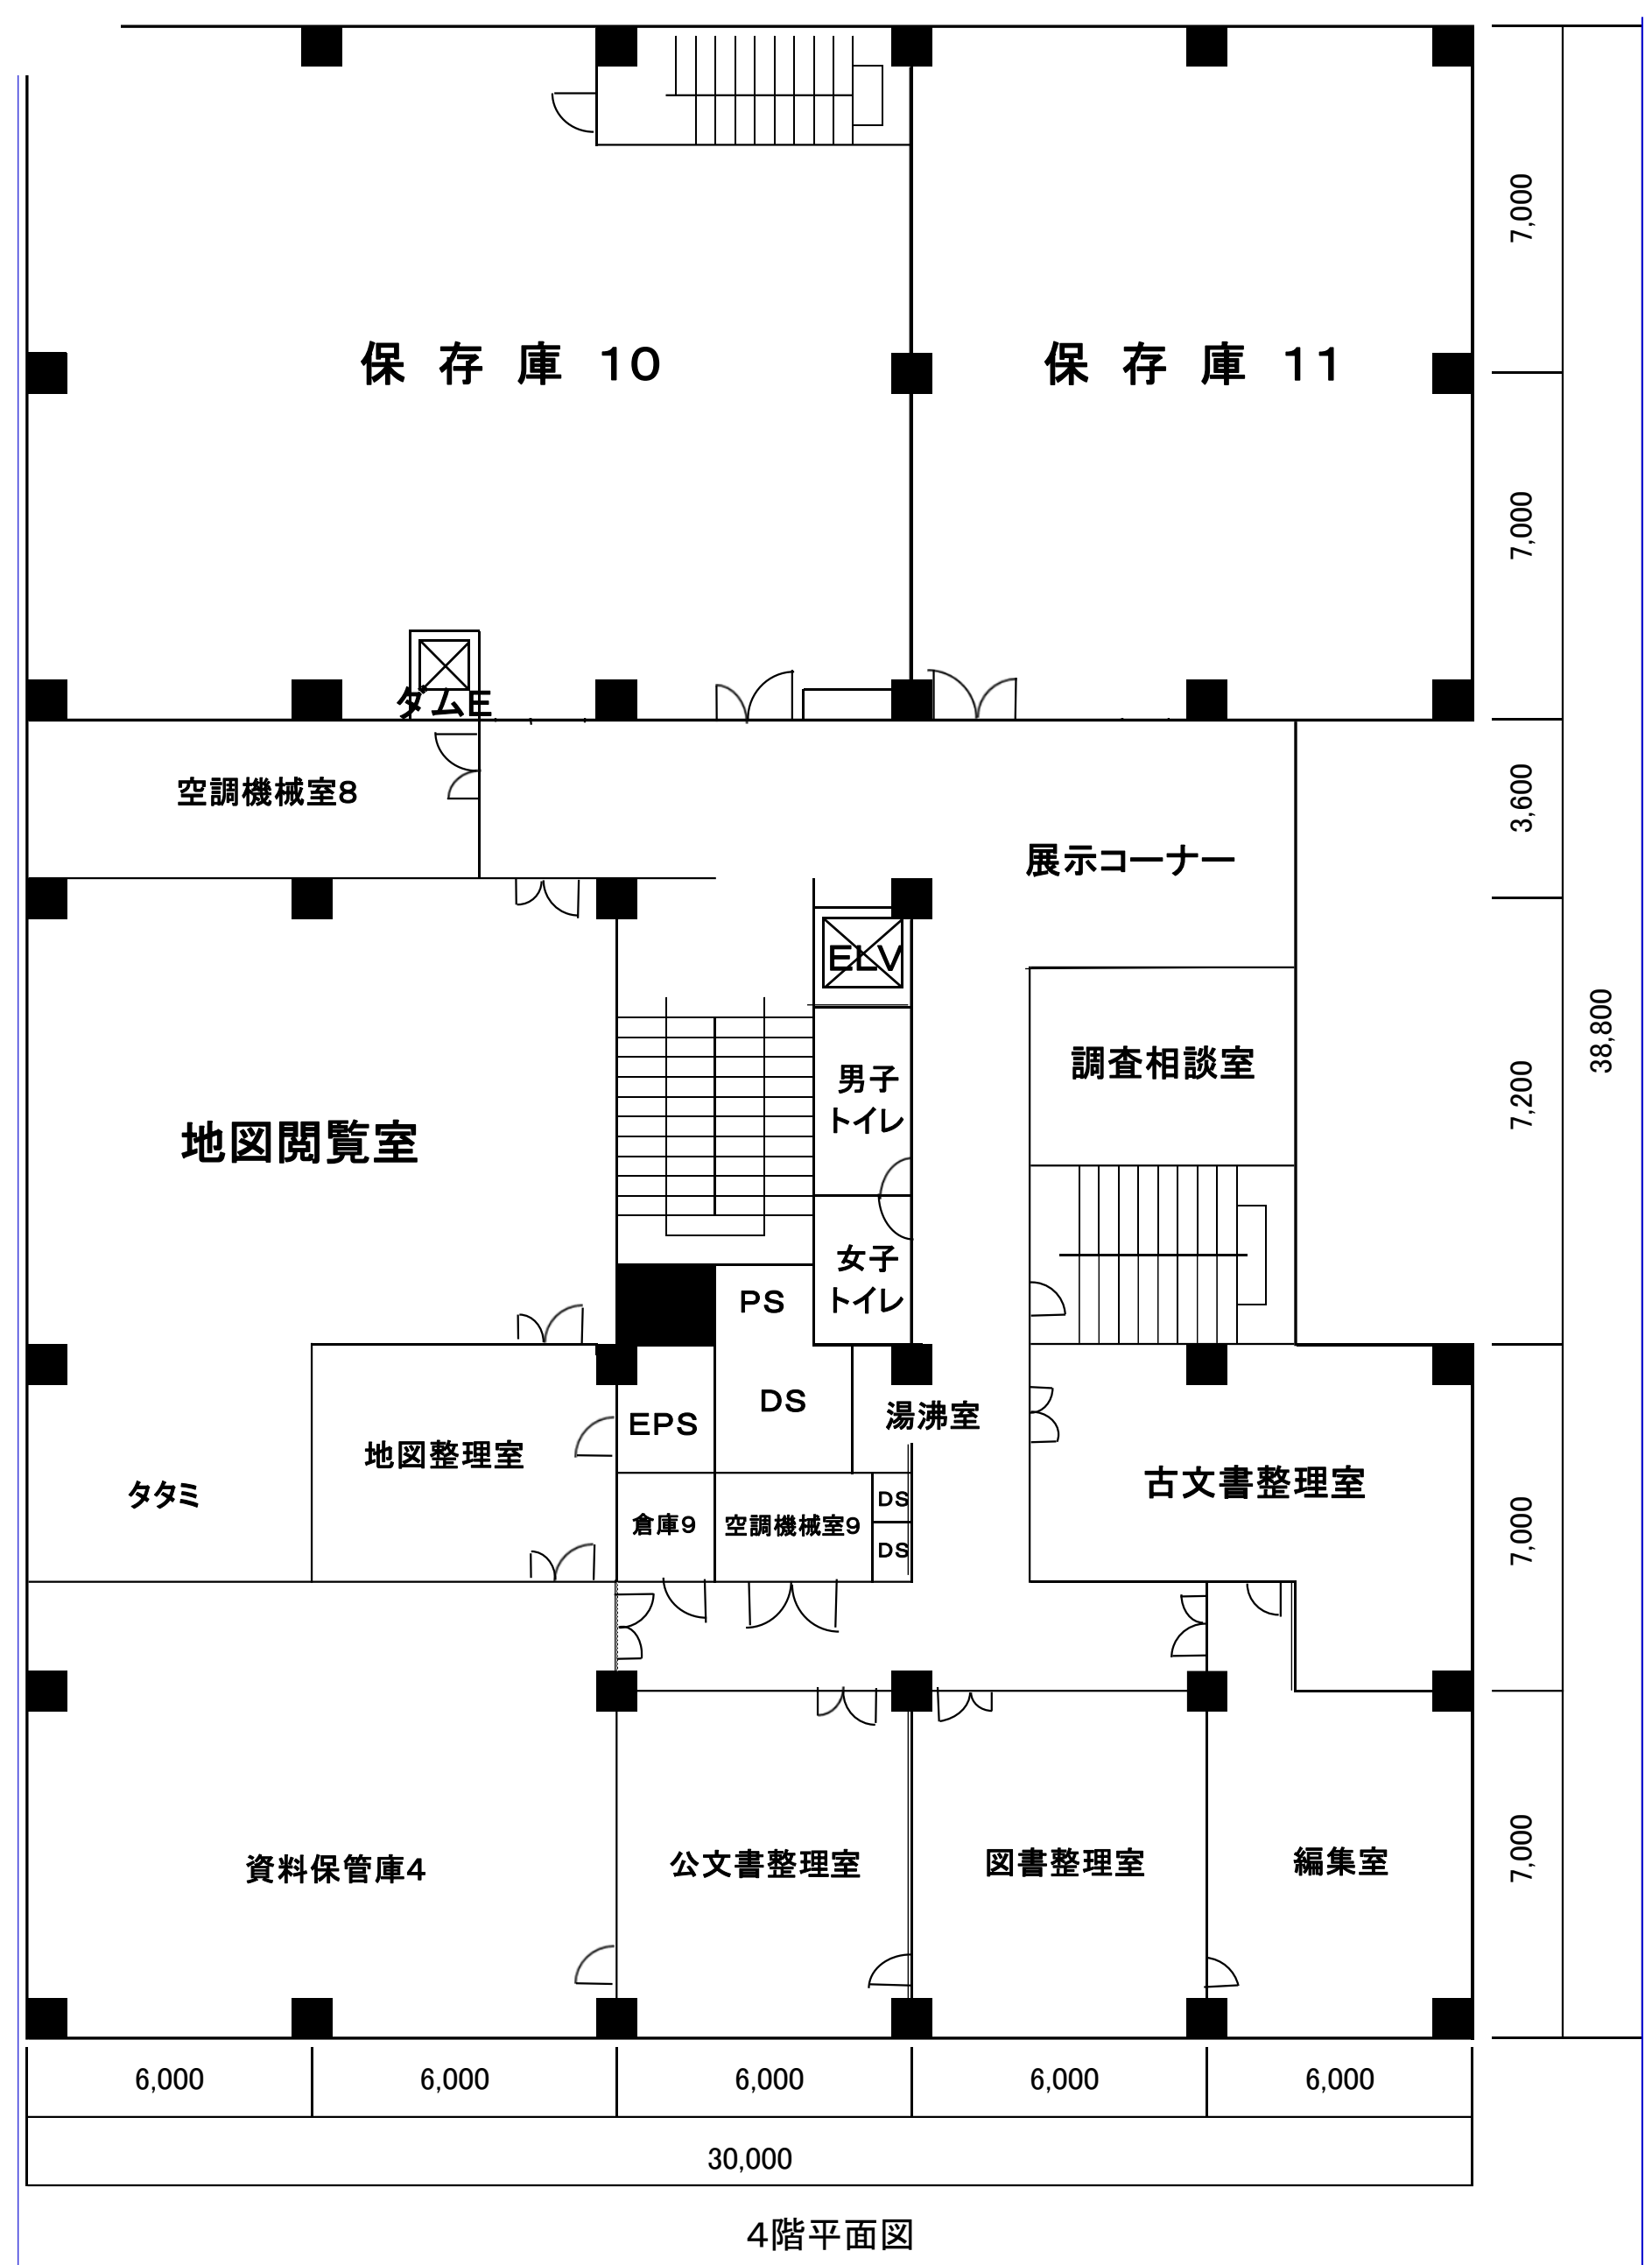 7,000
保存庫 10
保存庫 11
7,000
ダムE
3,600
空調機械室8
展示コーナー
ELV
38,800
調査相談室
男子
トイレ
7,200
地図閲覧室
女子
トイレ
PS
DS
湯沸室
EPS
地図整理室
古文書整理室
タタミ
DS
倉庫9
空調機械室9
7,000
DS
7,000
資料保管庫4
公文書整理室
図書整理室
編集室
6,000
6,000
6,000
6,000
6,000
30,000
4階平面図